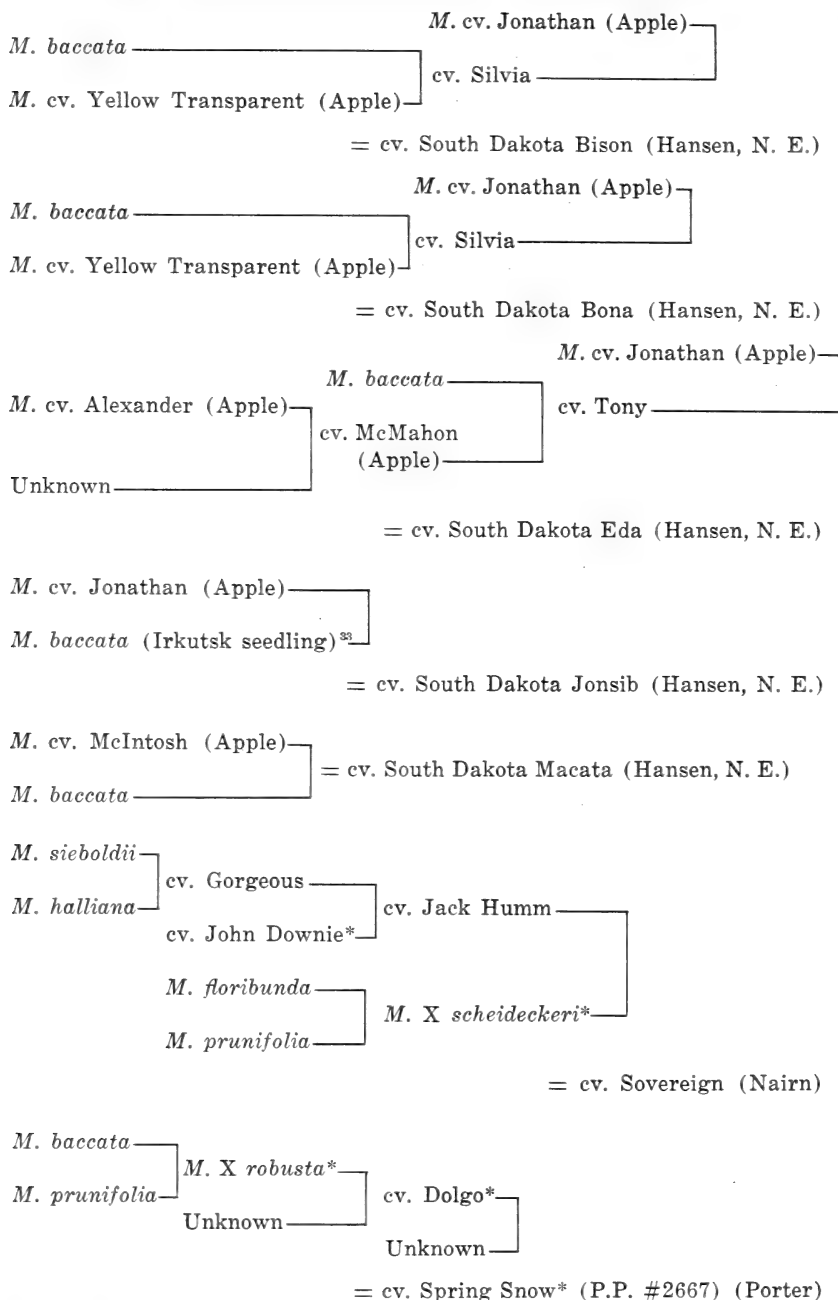 M. cv. Jonathan (Apple)
M. baccata
cv. Silvia
M. cv. Yellow Transparent (Apple)
= cv. South Dakota Bison (Hansen, N. E.)
M. cv. Jonathan (Apple)
M. baccata
cv. Silvia
M. cv. Yellow Transparent (Apple)
= cv. South Dakota Bona (Hansen, N. E.)
M. cv. Jonathan (Apple)
M. baccata
M. cv. Alexander (Apple)
cv. Tony
cv. McMahon
(Apple)
Unknown
= cv. South Dakota Eda (Hansen, N. E.)
M. cv. Jonathan (Apple)
M. baccata (Irkutsk seedling)³³
= cv. South Dakota Jonsib (Hansen, N. E.)
M. cv. McIntosh (Apple)
= cv. South Dakota Macata (Hansen, N. E.)
M. baccata
M. sieboldii
cv. Gorgeous
M. halliana
cv. Jack Humm
cv. John Downie*
M. floribunda
M. X scheideckeri*
M. prunifolia
= cv. Sovereign (Nairn)
M. baccata
M. X robusta*
M. prunifolia
cv. Dolgo*
Unknown
Unknown
= cv. Spring Snow* (P.P. #2667) (Porter)